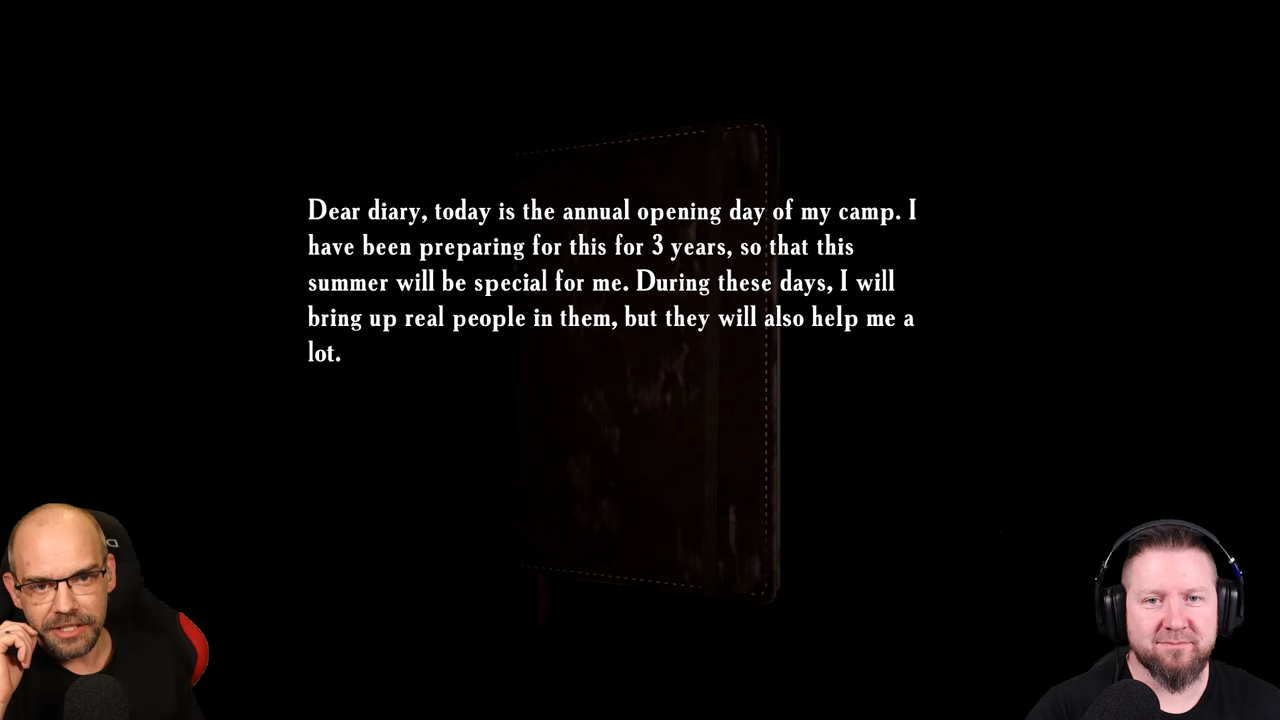 Dear diary, today is the annual opening day of my camp. I
have been preparing for this for 3 years, so that this
summer will be special for me. During these days, I will
bring up real people in them, but they will also help me a
lot.